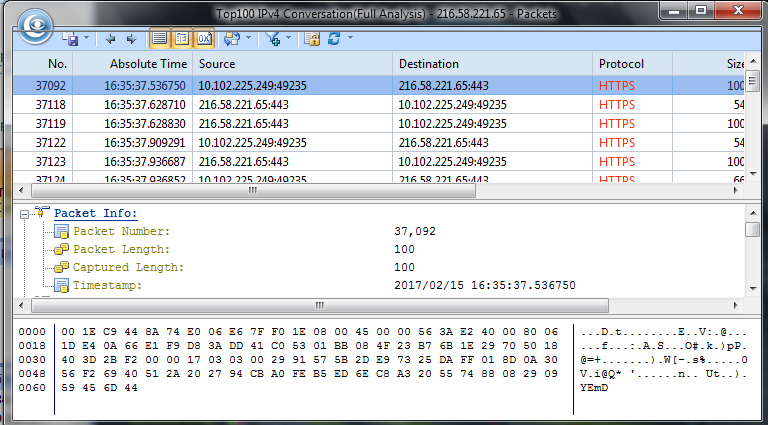 Top100 IPv4 Conversation(Full Analysis) - 216.58.221.65 - Packets
No. Absolute Time Source Destination Protocol Size
37092 16:35:37.536750 10.102.225.249:49235 216.58.221.65:443 HTTPS 100
37118 16:35:37.628710 216.58.221.65:443 10.102.225.249:49235 HTTPS 54
37119 16:35:37.628830 216.58.221.65:443 10.102.225.249:49235 HTTPS 100
37122 16:35:37.909291 10.102.225.249:49235 216.58.221.65:443 HTTPS 54
37123 16:35:37.936687 216.58.221.65:443 10.102.225.249:49235 HTTPS 100
37124 16:35:37.936852 10.102.225.249:49235 216.58.221.65:443 HTTPS 66
Packet Info:
Packet Number: 37,092
Packet Length: 100
Captured Length: 100
Timestamp: 2017/02/15 16:35:37.536750
0000 00 1E C9 44 8A 74 E0 06 E6 7F F0 1E 08 00 45 00 00 56 3A E2 40 00 80 06 ...D.t........E..V:.@...
0018 1D E4 0A 66 E1 F9 D8 3A DD 41 C0 53 01 BB 08 4F 23 B7 6B 1E 29 70 50 18 ...f...:.A.S...O#.k.)pP.
0030 40 3D 2B F2 00 00 17 03 03 00 29 91 57 5B 2D E9 73 25 DA FF 01 8D 0A 30 @=+.......).W[-.s%.....0
0048 56 F2 69 40 51 2A 20 27 94 CB A0 FE B5 ED 6E C8 A3 20 55 74 88 08 29 09 V.i@Q* '......n.. Ut..).
0060 59 45 6D 44 YEmD